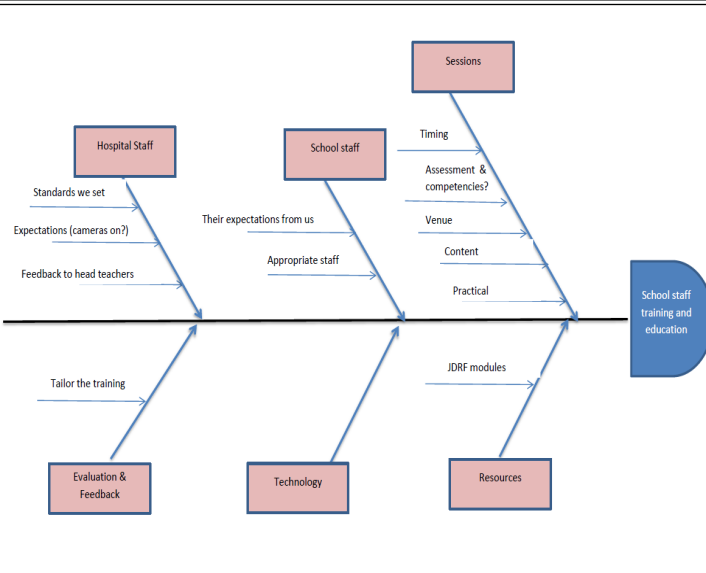 Sessions
Timing
Assessment &
competencies?
Venue
Content
Practical
Hospital Staff
Standards we set
Expectations (cameras on?)
Feedback to head teachers
School staff
Their expectations from us
Appropriate staff
School staff
training and
education
Tailor the training
Evaluation &
Feedback
Technology
JDRF modules
Resources